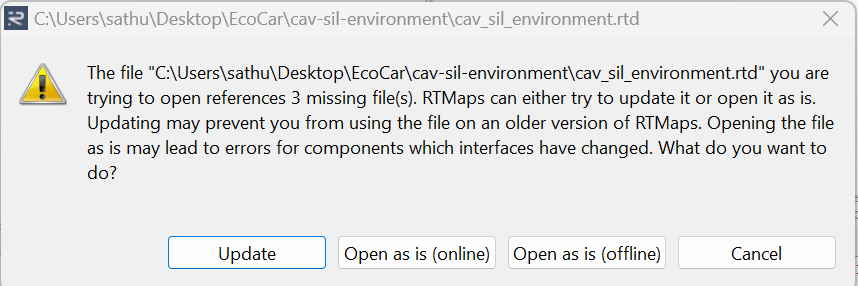 C:\Users\sathu\Desktop\EcoCar\cav-sil-environment\cav_sil_environment.rtd
The file "C:\Users\sathu\Desktop\EcoCar\cav-sil-environment\cav_sil_environment.rtd" you are
trying to open references 3 missing file(s). RTMaps can either try to update it or open it as is.
Updating may prevent you from using the file on an older version of RTMaps. Opening the file
as is may lead to errors for components which interfaces have changed. What do you want to
do?
Update
Open as is (online)
Open as is (offline)
Cancel